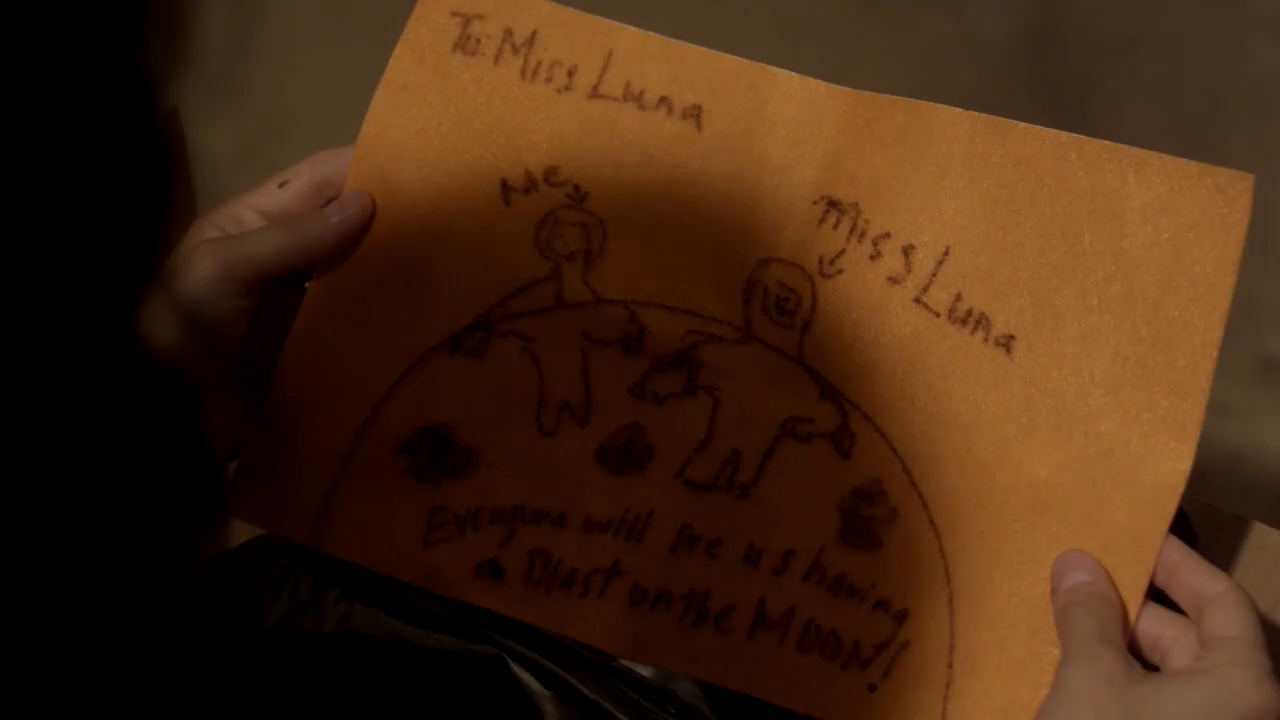 To: Miss Luna
Me
Miss Luna
Everyone will see us having
a Blast on the MOON!